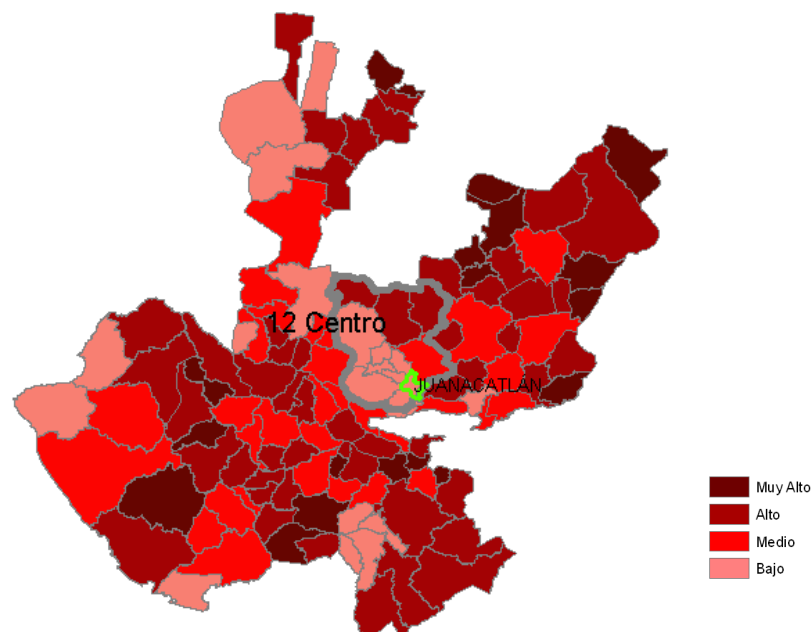 12 Centro
JUANACATLÁN
Muy Alto
Alto
Medio
Bajo